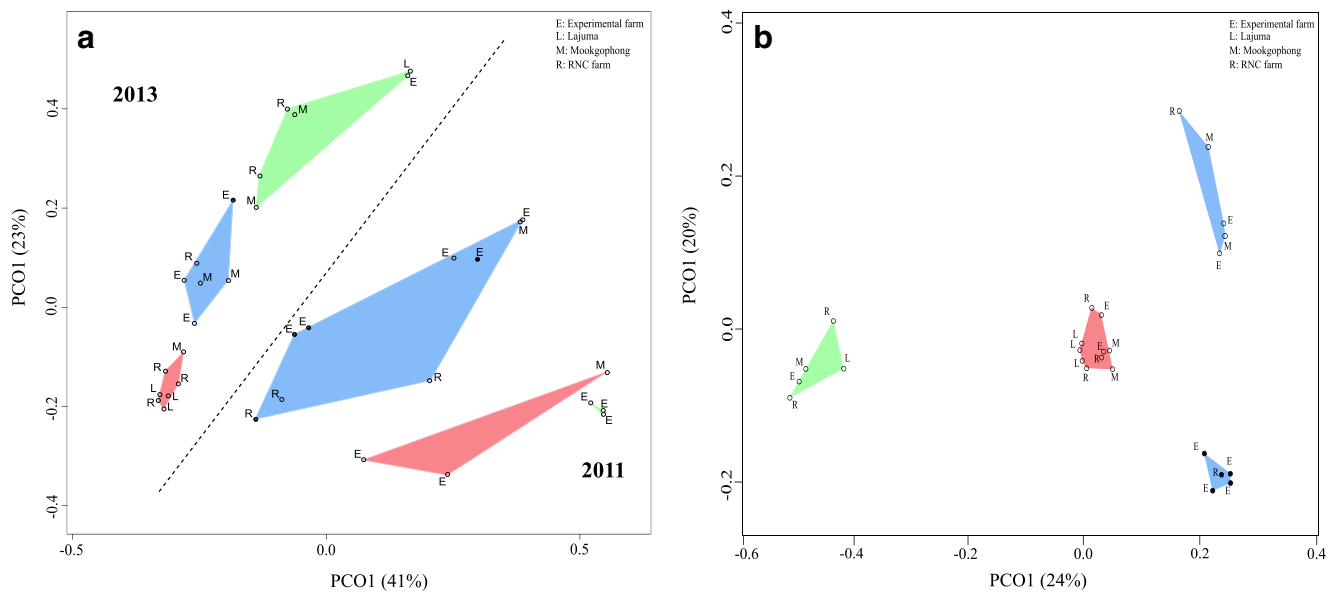 a
E: Experimental farm
L: Lajuma
M: Mookgophong
R: RNC farm
2013
2011
L
E
R
M
R
M
E
R
E
M
M
E
M
R
R
L
L
R
L
E
M
E
E
E
E
R
R
R
M
E
E
E
E
E
0.4
0.2
0.0
-0.2
-0.4
PCO1 (23%)
-0.5
0.0
0.5
PCO1 (41%)
b
E: Experimental farm
L: Lajuma
M: Mookgophong
R: RNC farm
R
M
E
M
E
R
M
L
E
R
R
E
L
L
E
M
R
L
R
M
E
E
R
E
E
0.4
0.2
0.0
-0.2
PCO1 (20%)
-0.6
-0.4
-0.2
0.0
0.2
0.4
PCO1 (24%)